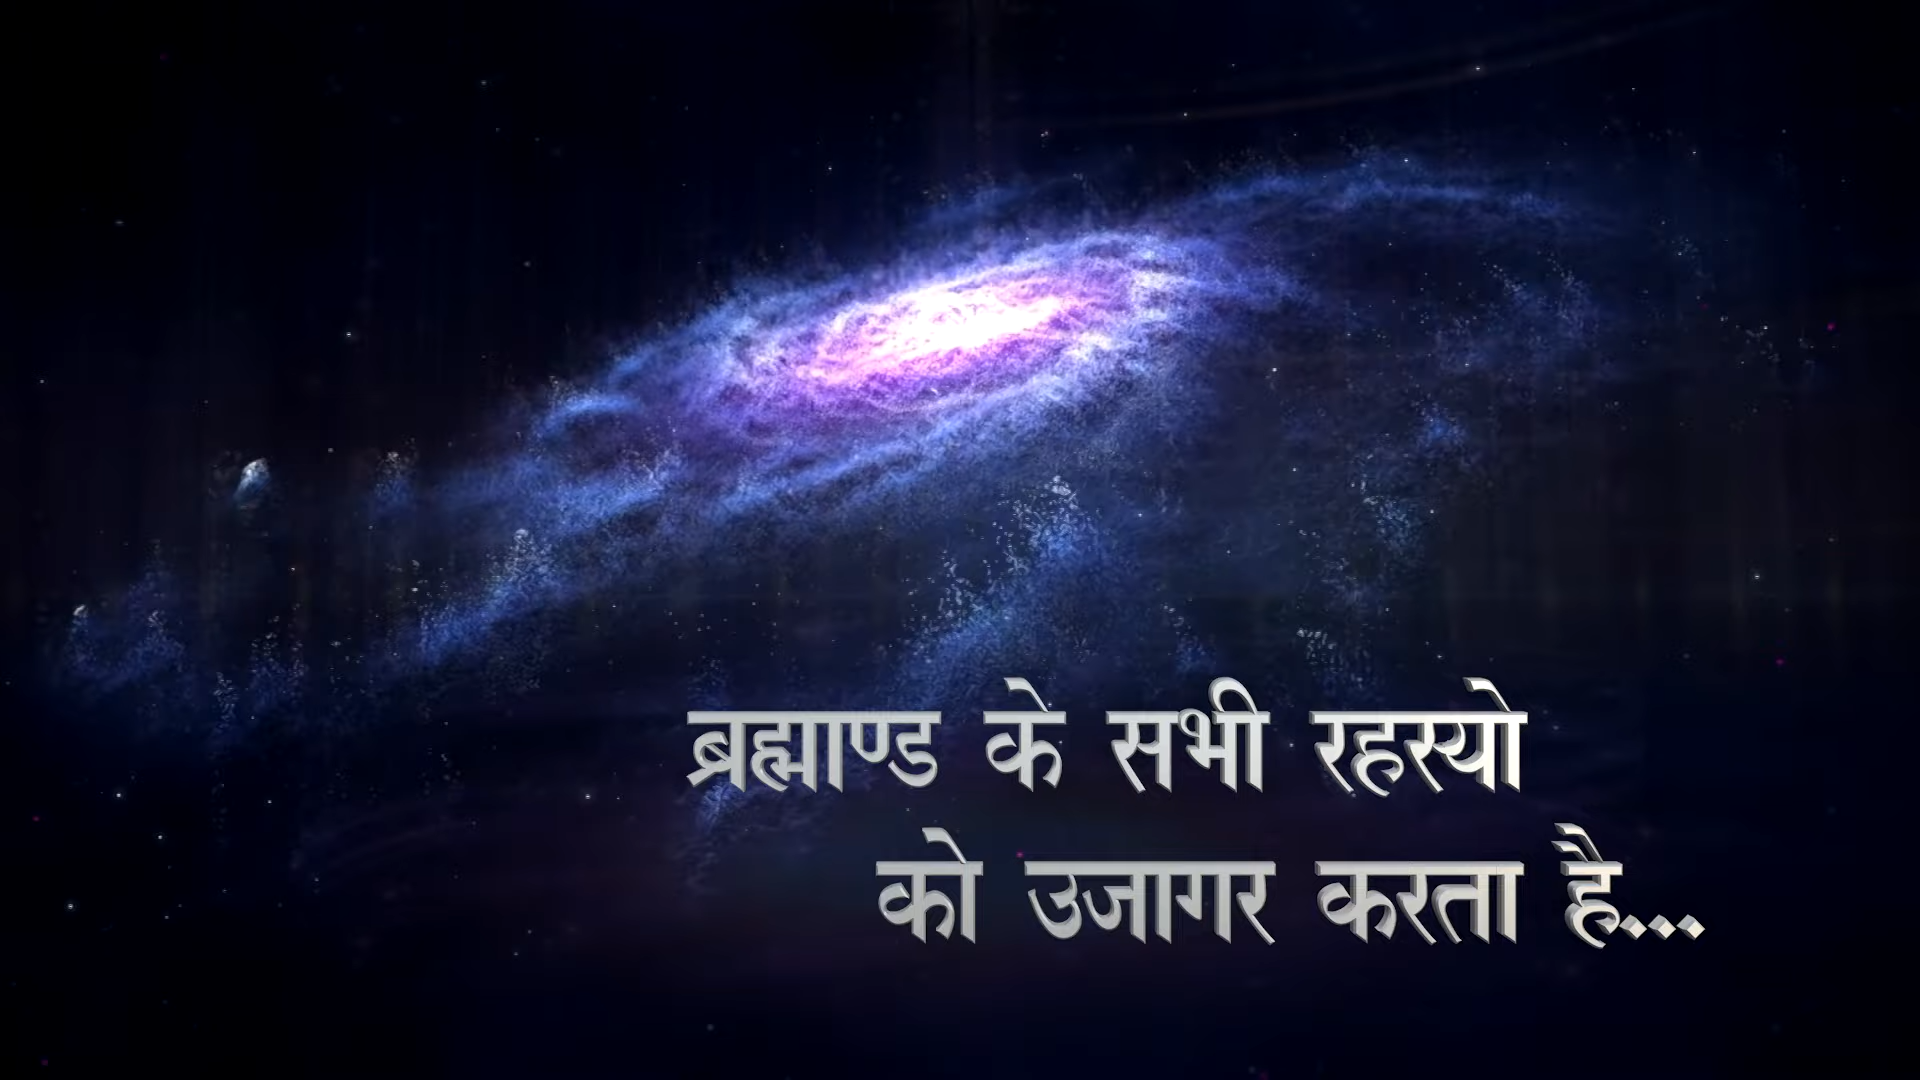 ब्रह्माण्ड के सभी रहस्यो
को उजागर करता है...